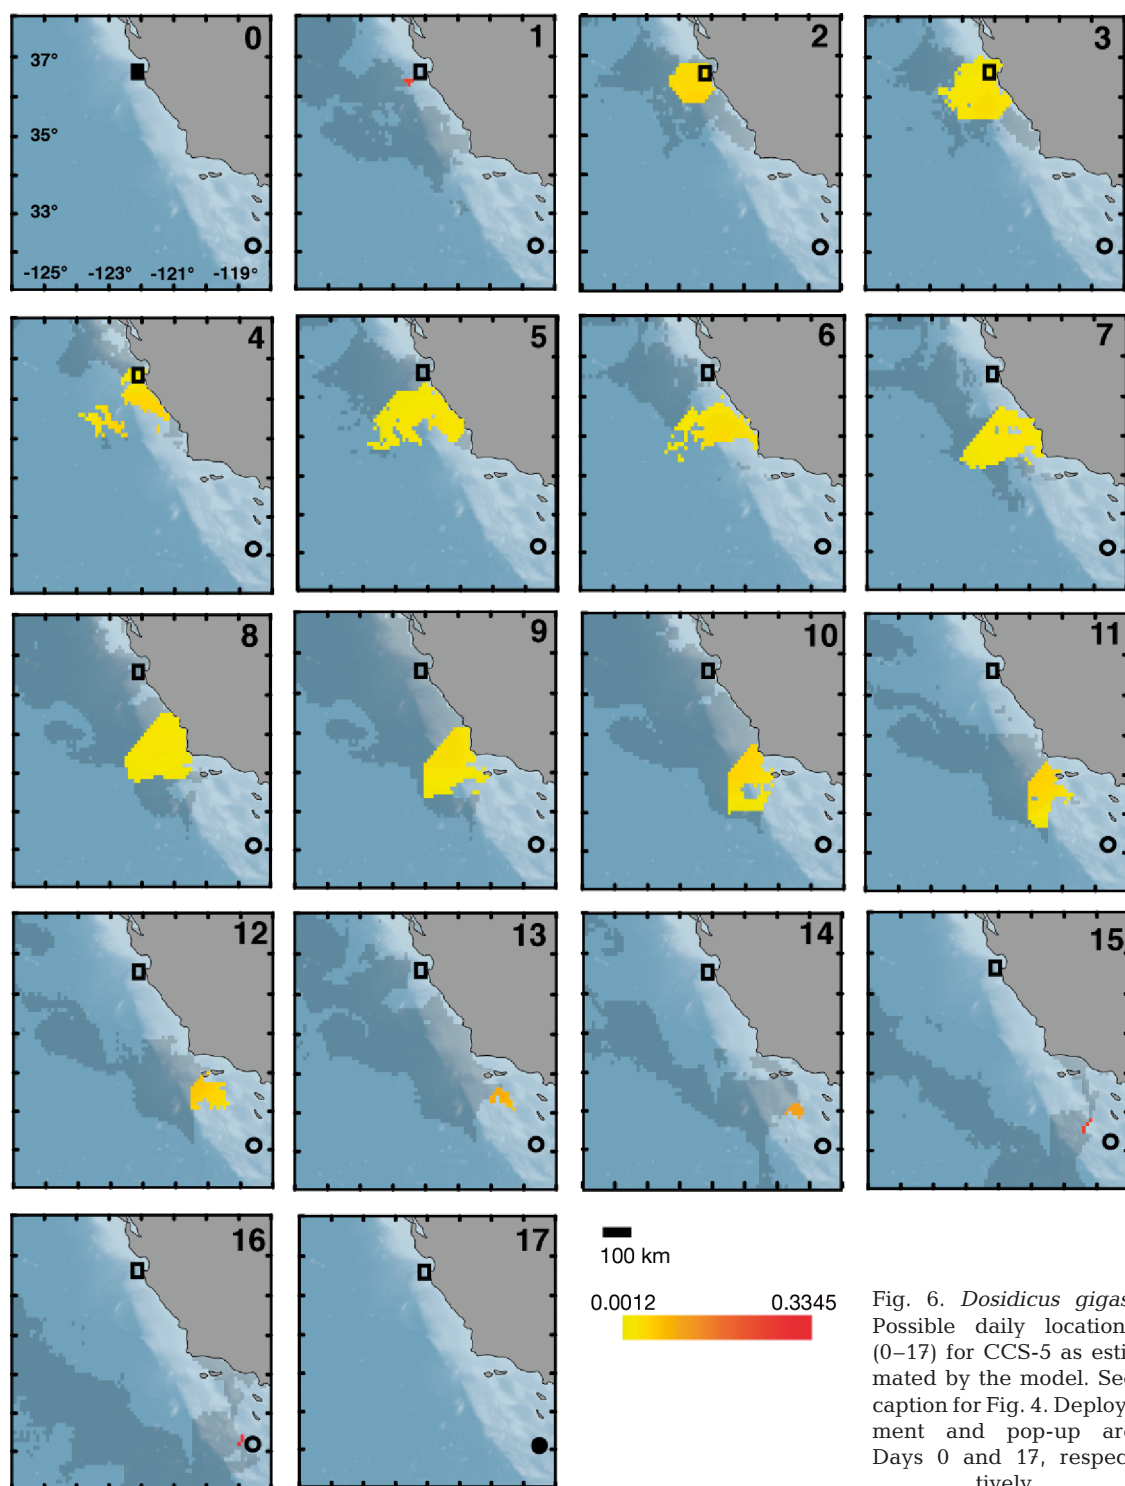 0
1
2
3
37°
35°
33°
-125° -123° -121° -119°
4
5
6
7
8
9
10
11
12
13
14
15
16
17
100 km
0.0012 0.3345
Fig. 6. Dosidicus gigas
Possible daily location
(0–17) for CCS-5 as esti
mated by the model. See
caption for Fig. 4. Deploy
ment and pop-up are
Days 0 and 17, respec
tively